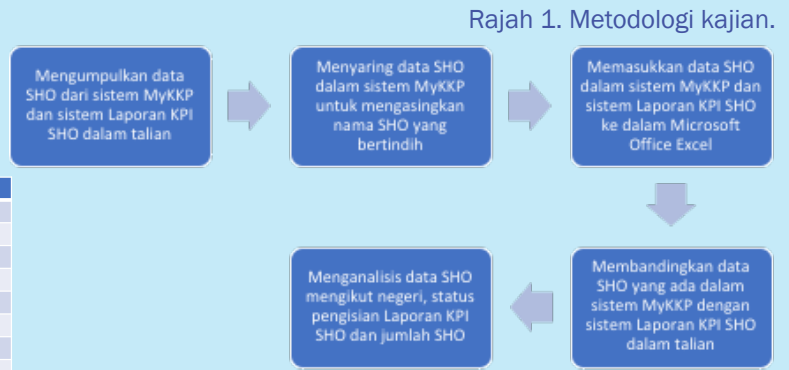 Rajah 1. Metodologi kajian.
Mengumpulkan data
SHO dari sistem MyKKP
dan sistem Laporan KPI
SHO dalam talian
Menyaring data SHO
dalam sistem MyKKP
untuk mengasingkan
nama SHO yang
bertindih
Memasukkan data SHO
dalam sistem MyKKP dan
sistem Laporan KPI SHO
ke dalam Microsoft
Office Excel
Membandingkan data
SHO yang ada dalam
sistem MyKKP dengan
sistem Laporan KPI SHO
dalam talian
Menganalisis data SHO
mengikut negeri, status
pengisian Laporan KPI
SHO dan jumlah SHO